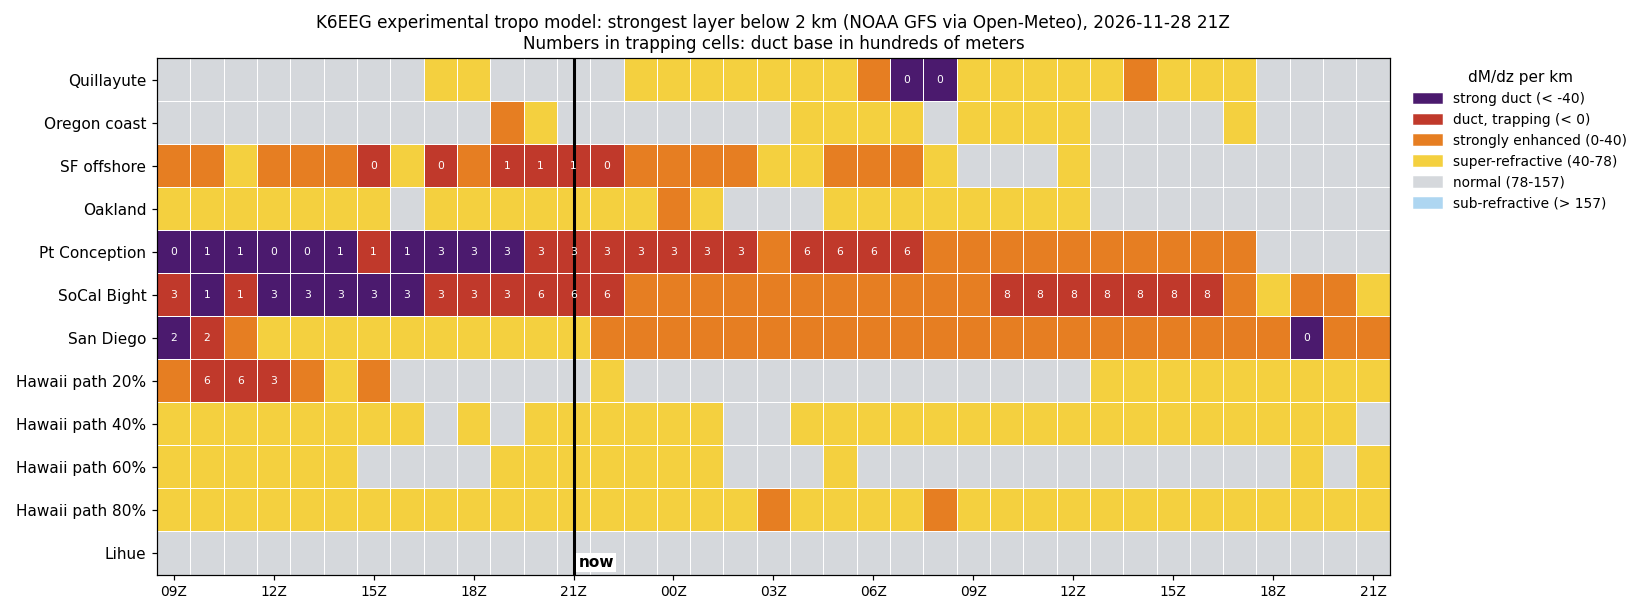 K6EEG experimental tropo model: strongest layer below 2 km (NOAA GFS via Open-Meteo), 2026-11-28 21Z
Numbers in trapping cells: duct base in hundreds of meters
dM/dz per km
strong duct (< -40)
duct, trapping (< 0)
strongly enhanced (0-40)
super-refractive (40-78)
normal (78-157)
sub-refractive (> 157)
Quillayute 0 0
Oregon coast
SF offshore 0 0 1 1 1 0
Oakland
Pt Conception 0 1 1 0 0 1 1 1 3 3 3 3 3 3 3 3 3 3 6 6 6 6
SoCal Bight 3 1 1 3 3 3 3 3 3 3 3 6 6 6 8 8 8 8 8 8 8
San Diego 2 2 0
Hawaii path 20% 6 6 3
Hawaii path 40%
Hawaii path 60%
Hawaii path 80%
Lihue
now
09Z 12Z 15Z 18Z 21Z 00Z 03Z 06Z 09Z 12Z 15Z 18Z 21Z